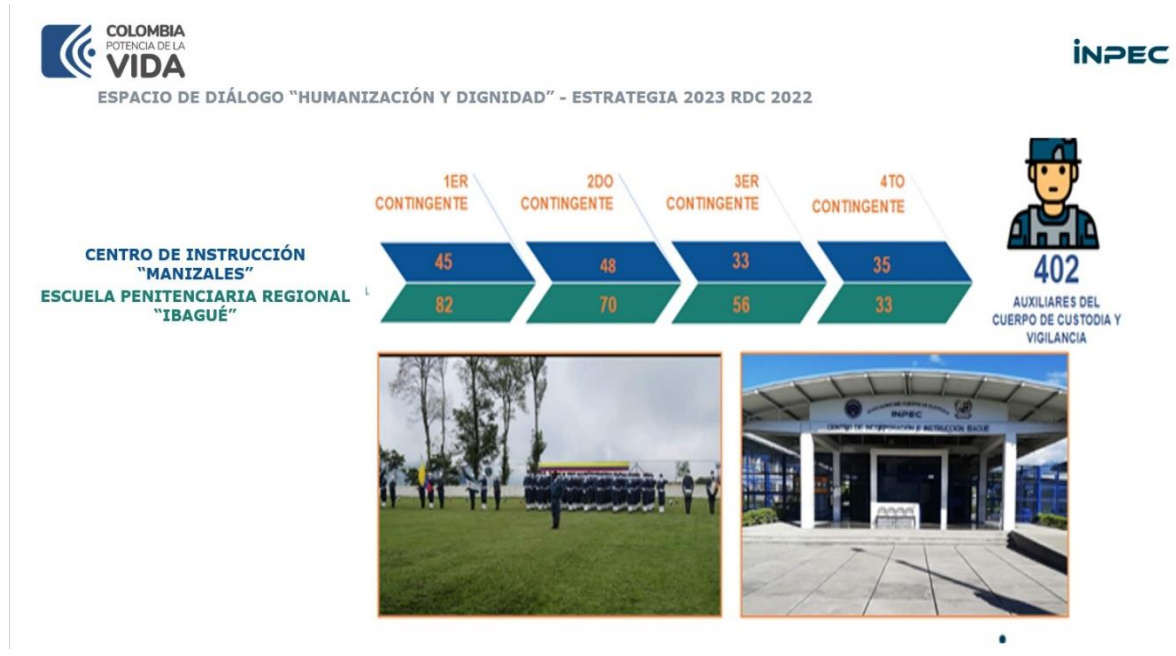 COLOMBIA
POTENCIA DE LA
VIDA
INPEC
ESPACIO DE DIÁLOGO "HUMANIZACIÓN Y DIGNIDAD" - ESTRATEGIA 2023 RDC 2022
1ER
CONTINGENTE
2DO
CONTINGENTE
3ER
CONTINGENTE
4TO
CONTINGENTE
CENTRO DE INSTRUCCIÓN
"MANIZALES"
45
48
33
35
ESCUELA PENITENCIARIA REGIONAL
"IBAGUÉ"
82
70
56
33
402
AUXILIARES DEL
CUERPO DE CUSTODIA Y
VIGILANCIA
INPEC
CENTRO DE INCORPORACIÓN E INSTRUCCIÓN IBAGUÉ